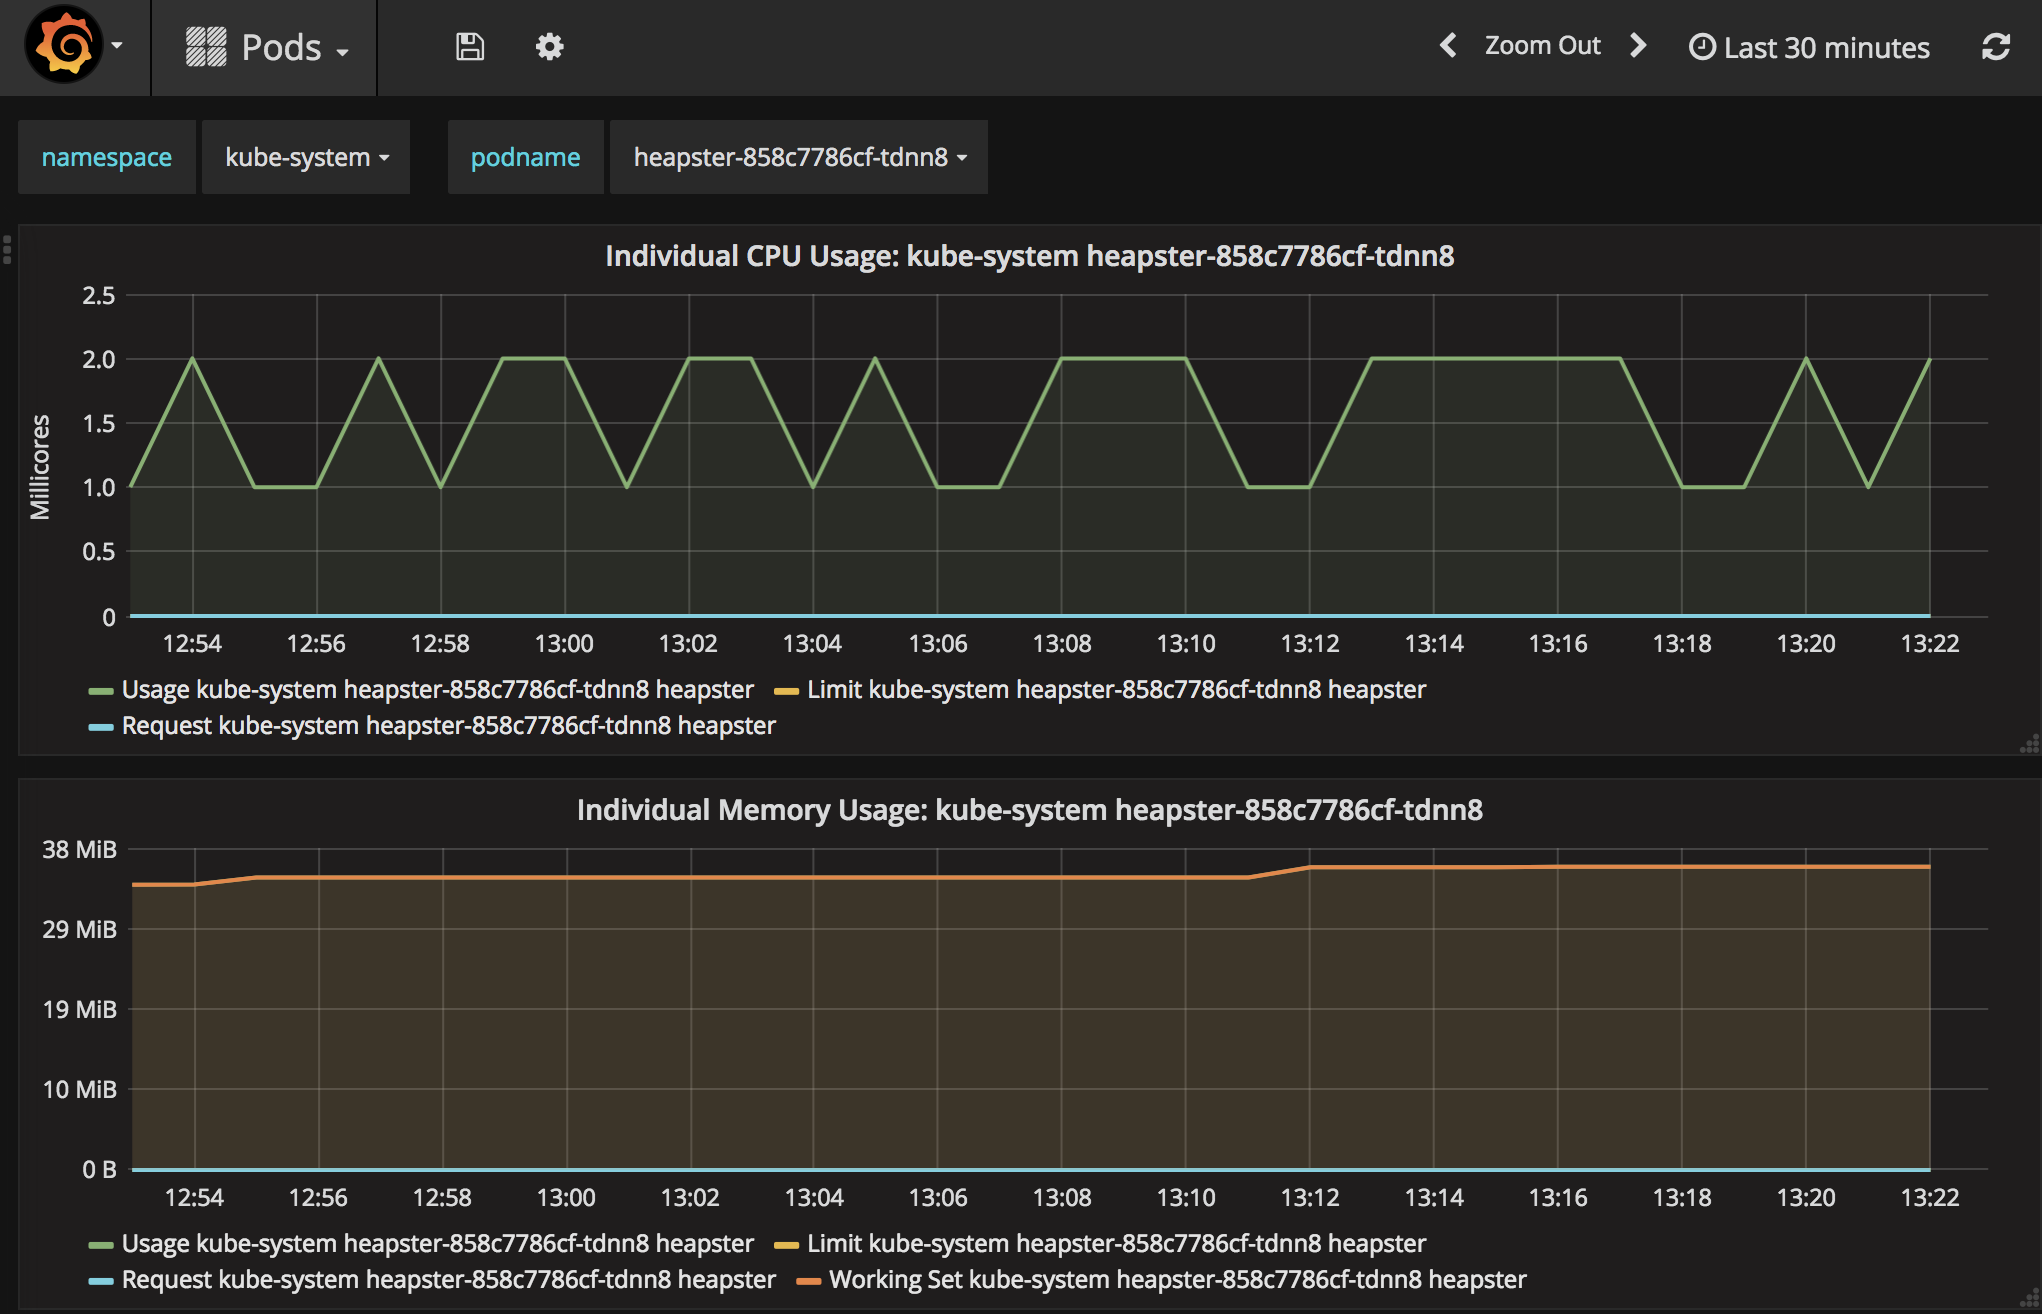 Pods
Zoom Out
Last 30 minutes
namespace kube-system podname heapster-858c7786cf-tdnn8
Individual CPU Usage: kube-system heapster-858c7786cf-tdnn8
Millicores
2.5
2.0
1.5
1.0
0.5
0
12:54 12:56 12:58 13:00 13:02 13:04 13:06 13:08 13:10 13:12 13:14 13:16 13:18 13:20 13:22
Usage kube-system heapster-858c7786cf-tdnn8 heapster Limit kube-system heapster-858c7786cf-tdnn8 heapster
Request kube-system heapster-858c7786cf-tdnn8 heapster
Individual Memory Usage: kube-system heapster-858c7786cf-tdnn8
38 MiB
29 MiB
19 MiB
10 MiB
0 B
12:54 12:56 12:58 13:00 13:02 13:04 13:06 13:08 13:10 13:12 13:14 13:16 13:18 13:20 13:22
Usage kube-system heapster-858c7786cf-tdnn8 heapster Limit kube-system heapster-858c7786cf-tdnn8 heapster
Request kube-system heapster-858c7786cf-tdnn8 heapster Working Set kube-system heapster-858c7786cf-tdnn8 heapster